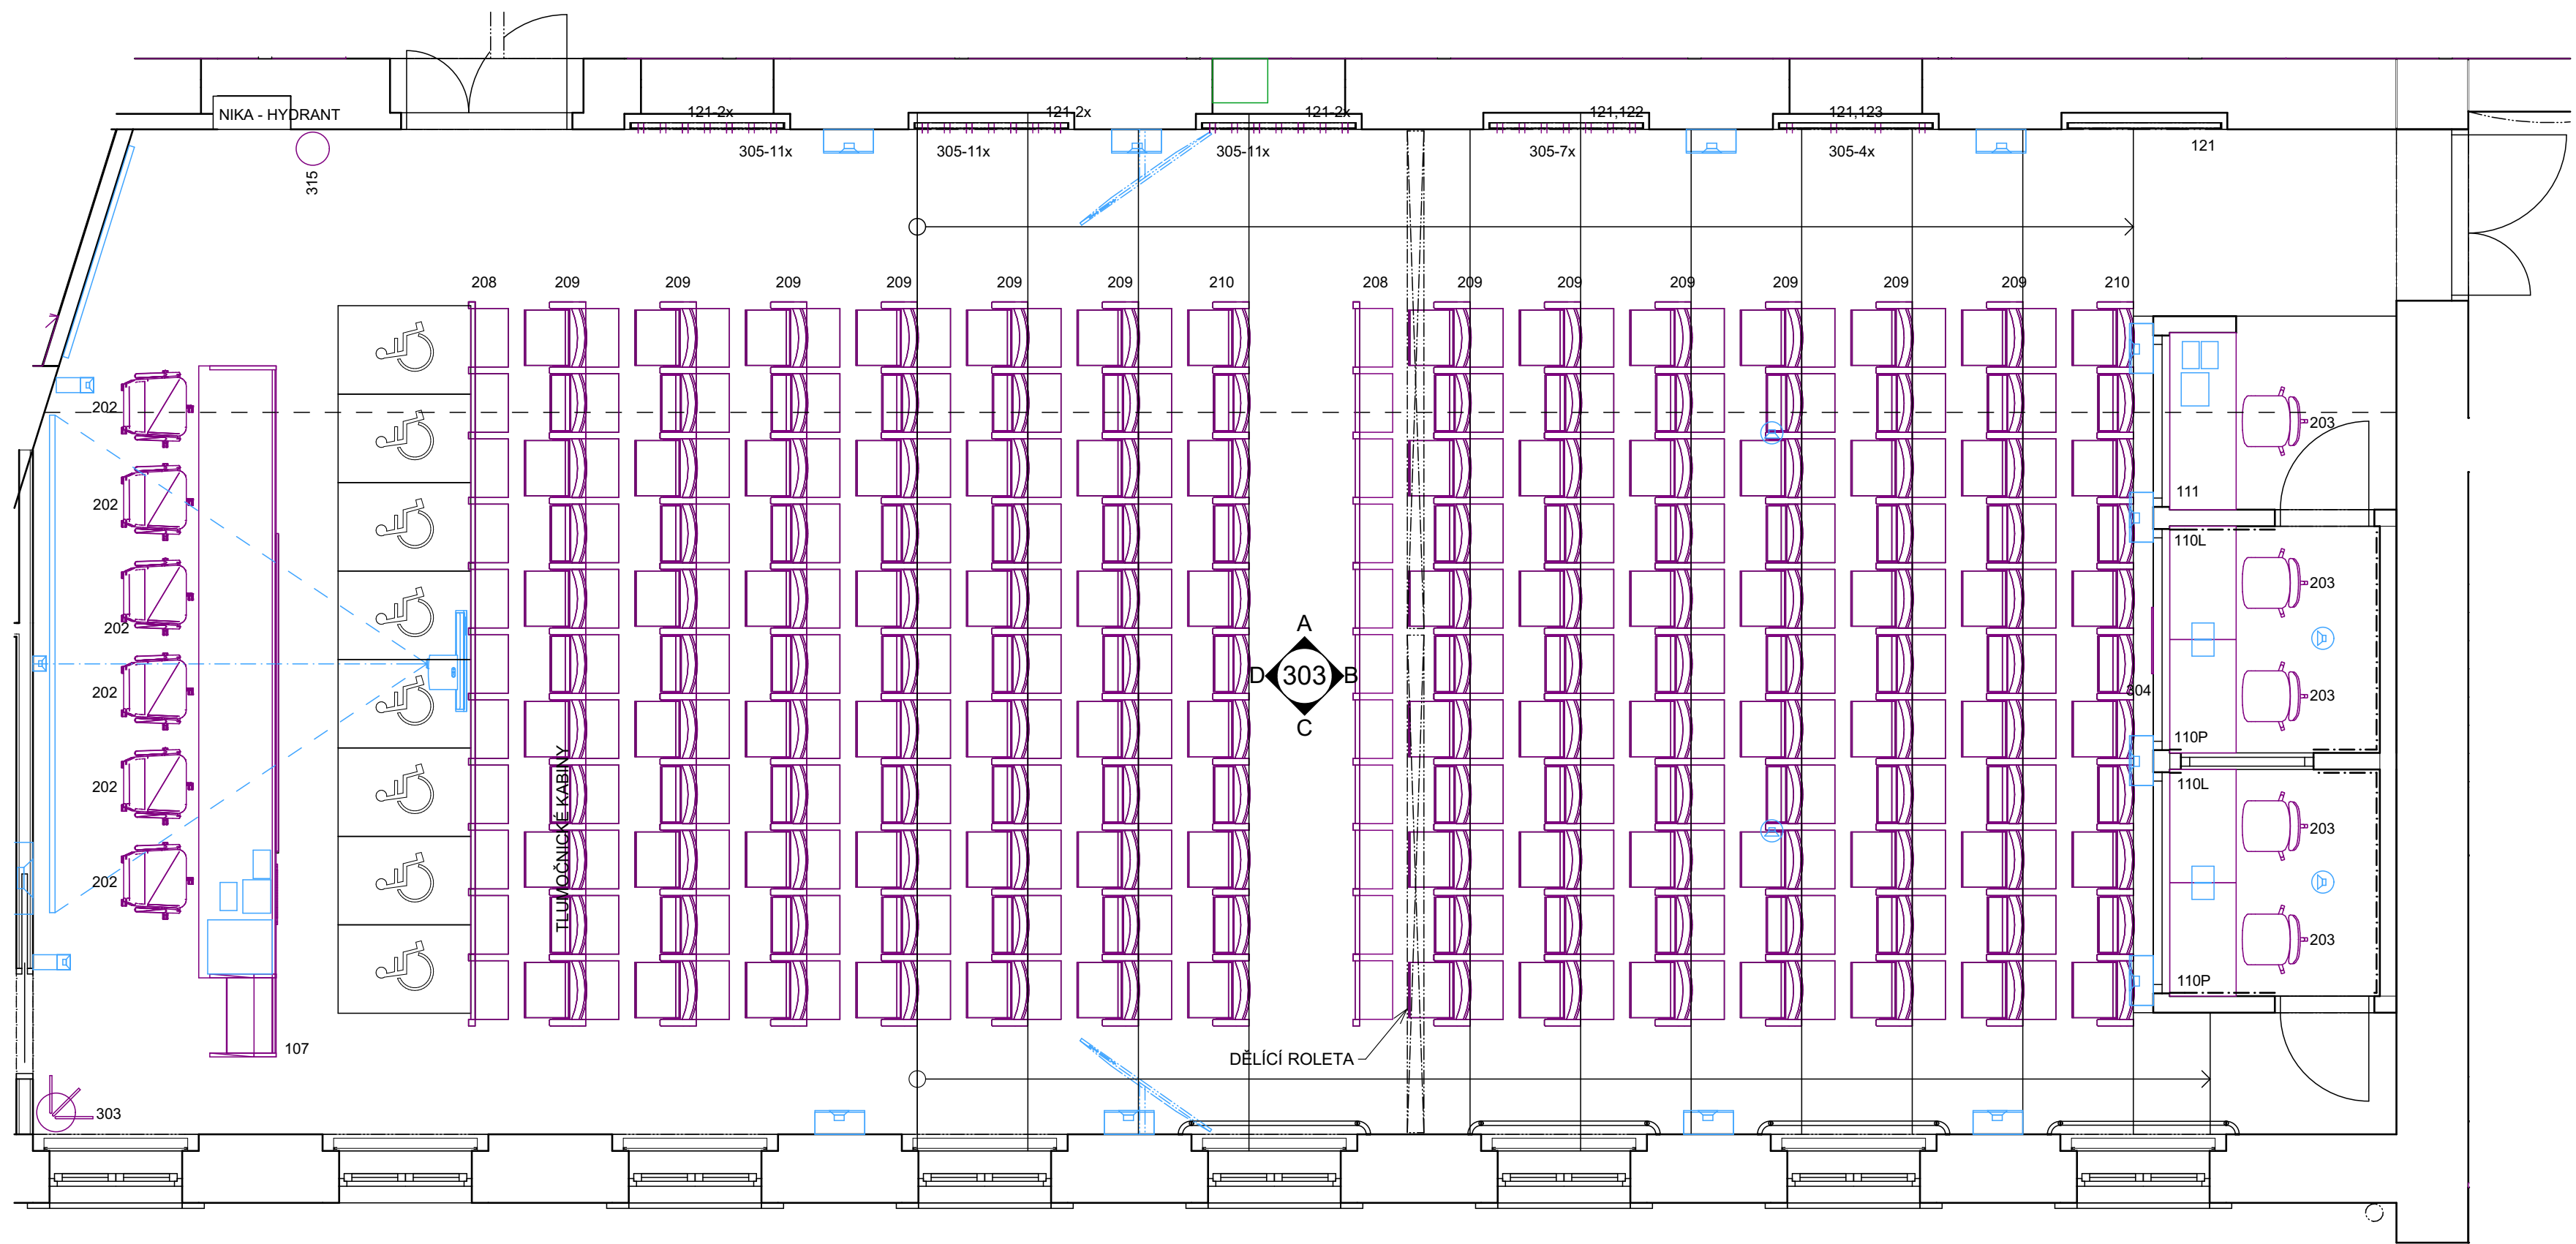 NIKA - HYDRANT
121-2x
121-2x
121-2x
121,122
121,123
121
305-11x
305-11x
305-11x
305-7x
305-4x
315
208
209
209
209
209
209
209
210
208
209
209
209
209
209
209
210
202
202
202
202
202
202
203
111
110L
203
203
304
110P
110L
203
203
110P
A
D
303
B
C
TLUMOČNICKÉ KABINY
DĚLÍCÍ ROLETA
107
303